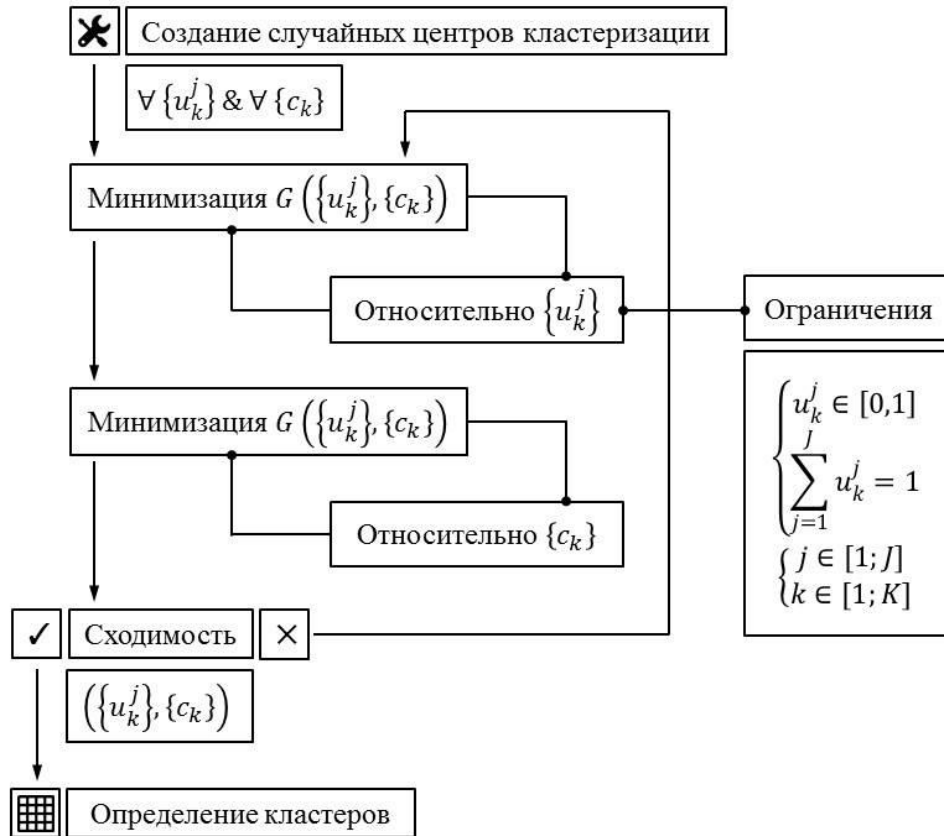 Создание случайных центров кластеризации
∀ {u_k^j} & ∀ {c_k}
Минимизация G ({u_k^j}, {c_k})
Относительно {u_k^j}
Ограничения
u_k^j ∈ [0,1]
∑_{j=1}^{J} u_k^j = 1
j ∈ [1; J]
k ∈ [1; K]
Минимизация G ({u_k^j}, {c_k})
Относительно {c_k}
✓ Сходимость ×
({u_k^j}, {c_k})
Определение кластеров